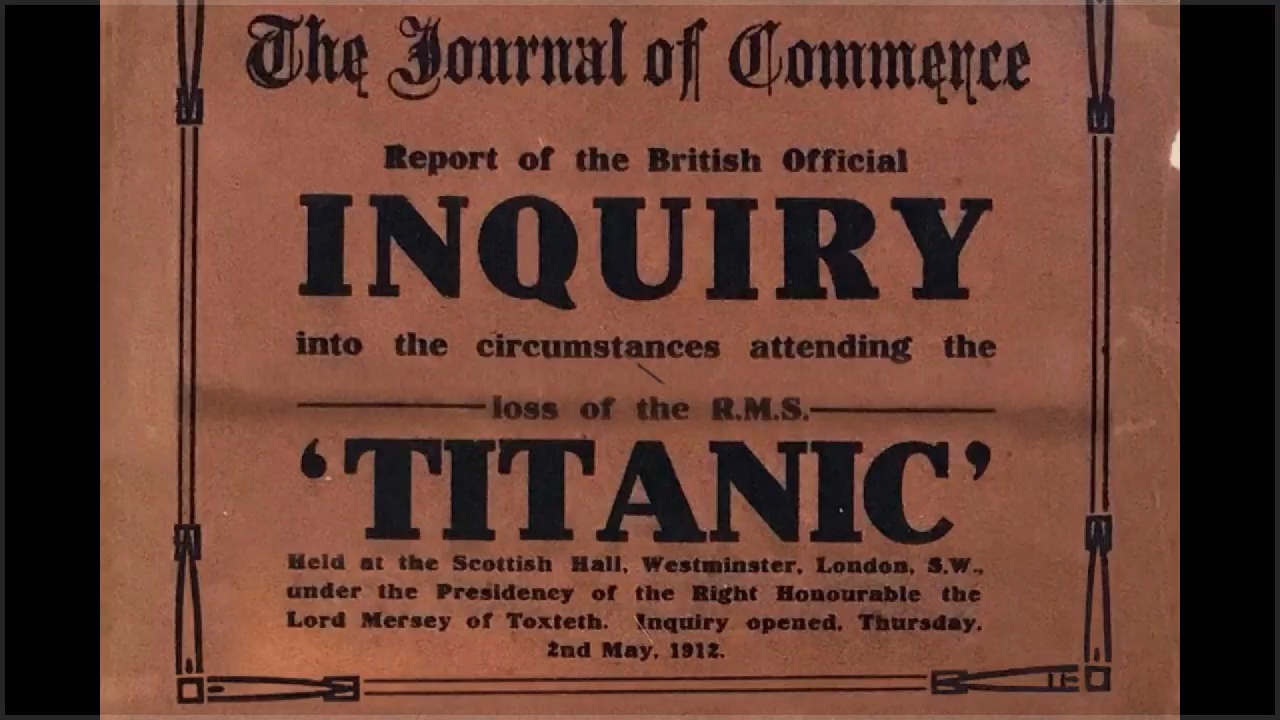 The Journal of Commerce
Report of the British Official
INQUIRY
into the circumstances attending the
loss of the R.M.S.
‘TITANIC’
Held at the Scottish Hall, Westminster, London, S.W.,
under the Presidency of the Right Honourable the
Lord Mersey of Toxteth. Inquiry opened, Thursday,
2nd May, 1912.